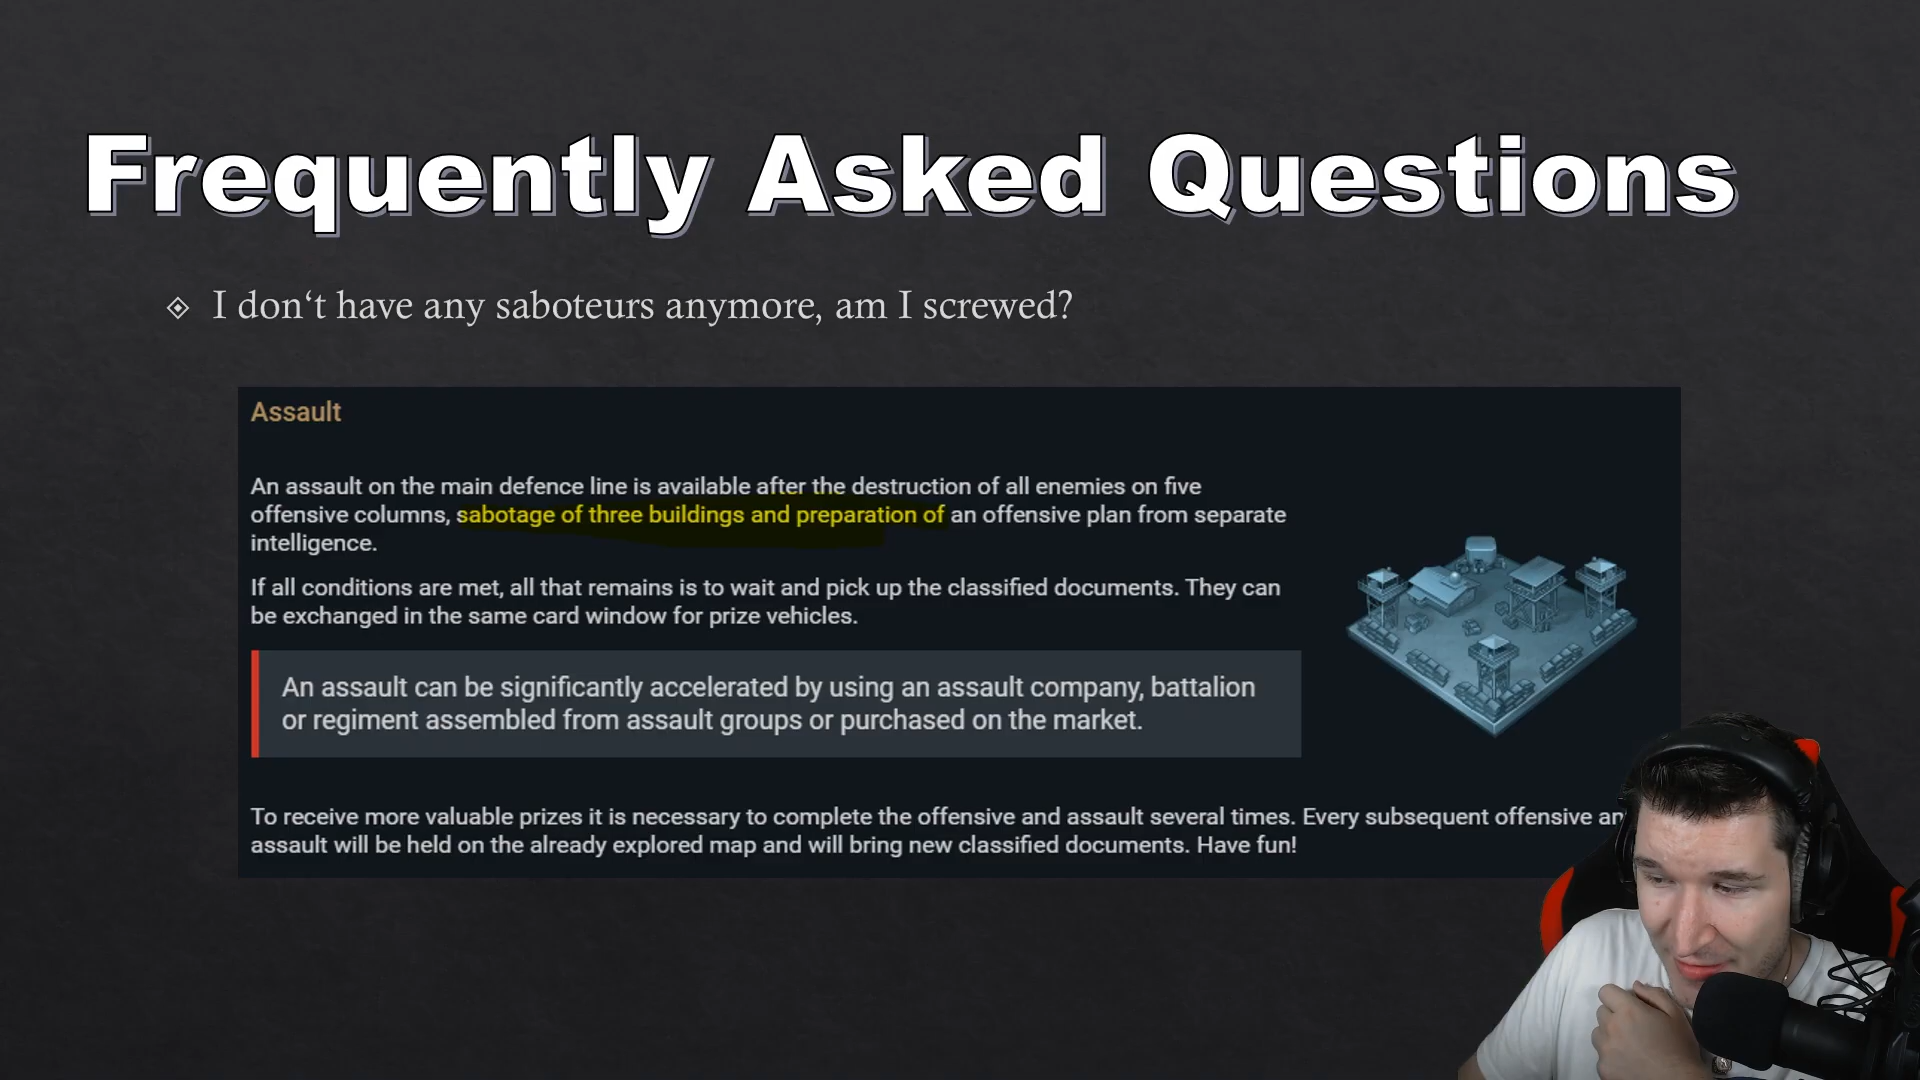 Frequently Asked Questions
I don‘t have any saboteurs anymore, am I screwed?
Assault
An assault on the main defence line is available after the destruction of all enemies on five
offensive columns, sabotage of three buildings and preparation of an offensive plan from separate
intelligence.
If all conditions are met, all that remains is to wait and pick up the classified documents. They can
be exchanged in the same card window for prize vehicles.
An assault can be significantly accelerated by using an assault company, battalion
or regiment assembled from assault groups or purchased on the market.
To receive more valuable prizes it is necessary to complete the offensive and assault several times. Every subsequent offensive an
assault will be held on the already explored map and will bring new classified documents. Have fun!